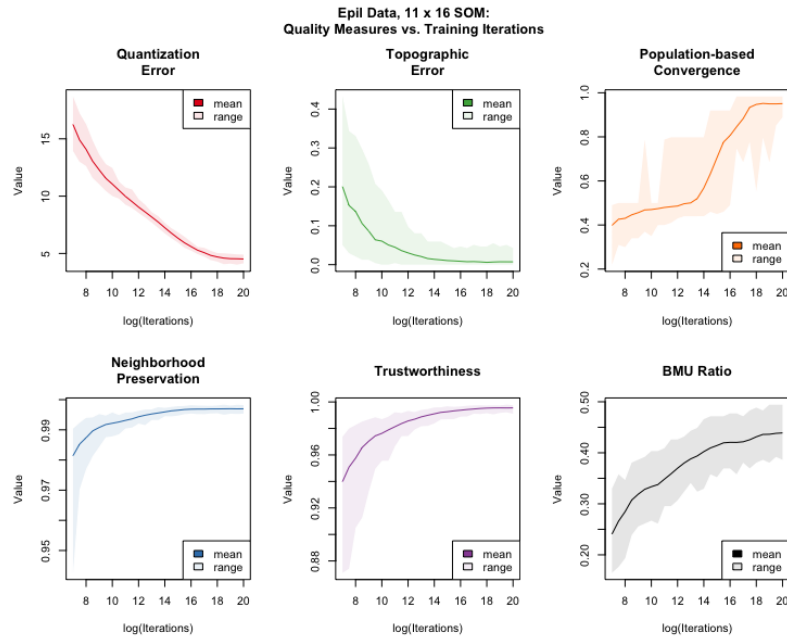 Epil Data, 11 x 16 SOM:
Quality Measures vs. Training Iterations
Quantization
Error
Value
15
10
5
8 10 12 14 16 18 20
log(Iterations)
mean
range
Topographic
Error
Value
0.4
0.3
0.2
0.1
0.0
8 10 12 14 16 18 20
log(Iterations)
mean
range
Population-based
Convergence
Value
1.0
0.8
0.6
0.4
0.2
8 10 12 14 16 18 20
log(Iterations)
mean
range
Neighborhood
Preservation
Value
0.99
0.97
0.95
8 10 12 14 16 18 20
log(Iterations)
mean
range
Trustworthiness
Value
1.00
0.96
0.92
0.88
8 10 12 14 16 18 20
log(Iterations)
mean
range
BMU Ratio
Value
0.50
0.40
0.30
0.20
8 10 12 14 16 18 20
log(Iterations)
mean
range